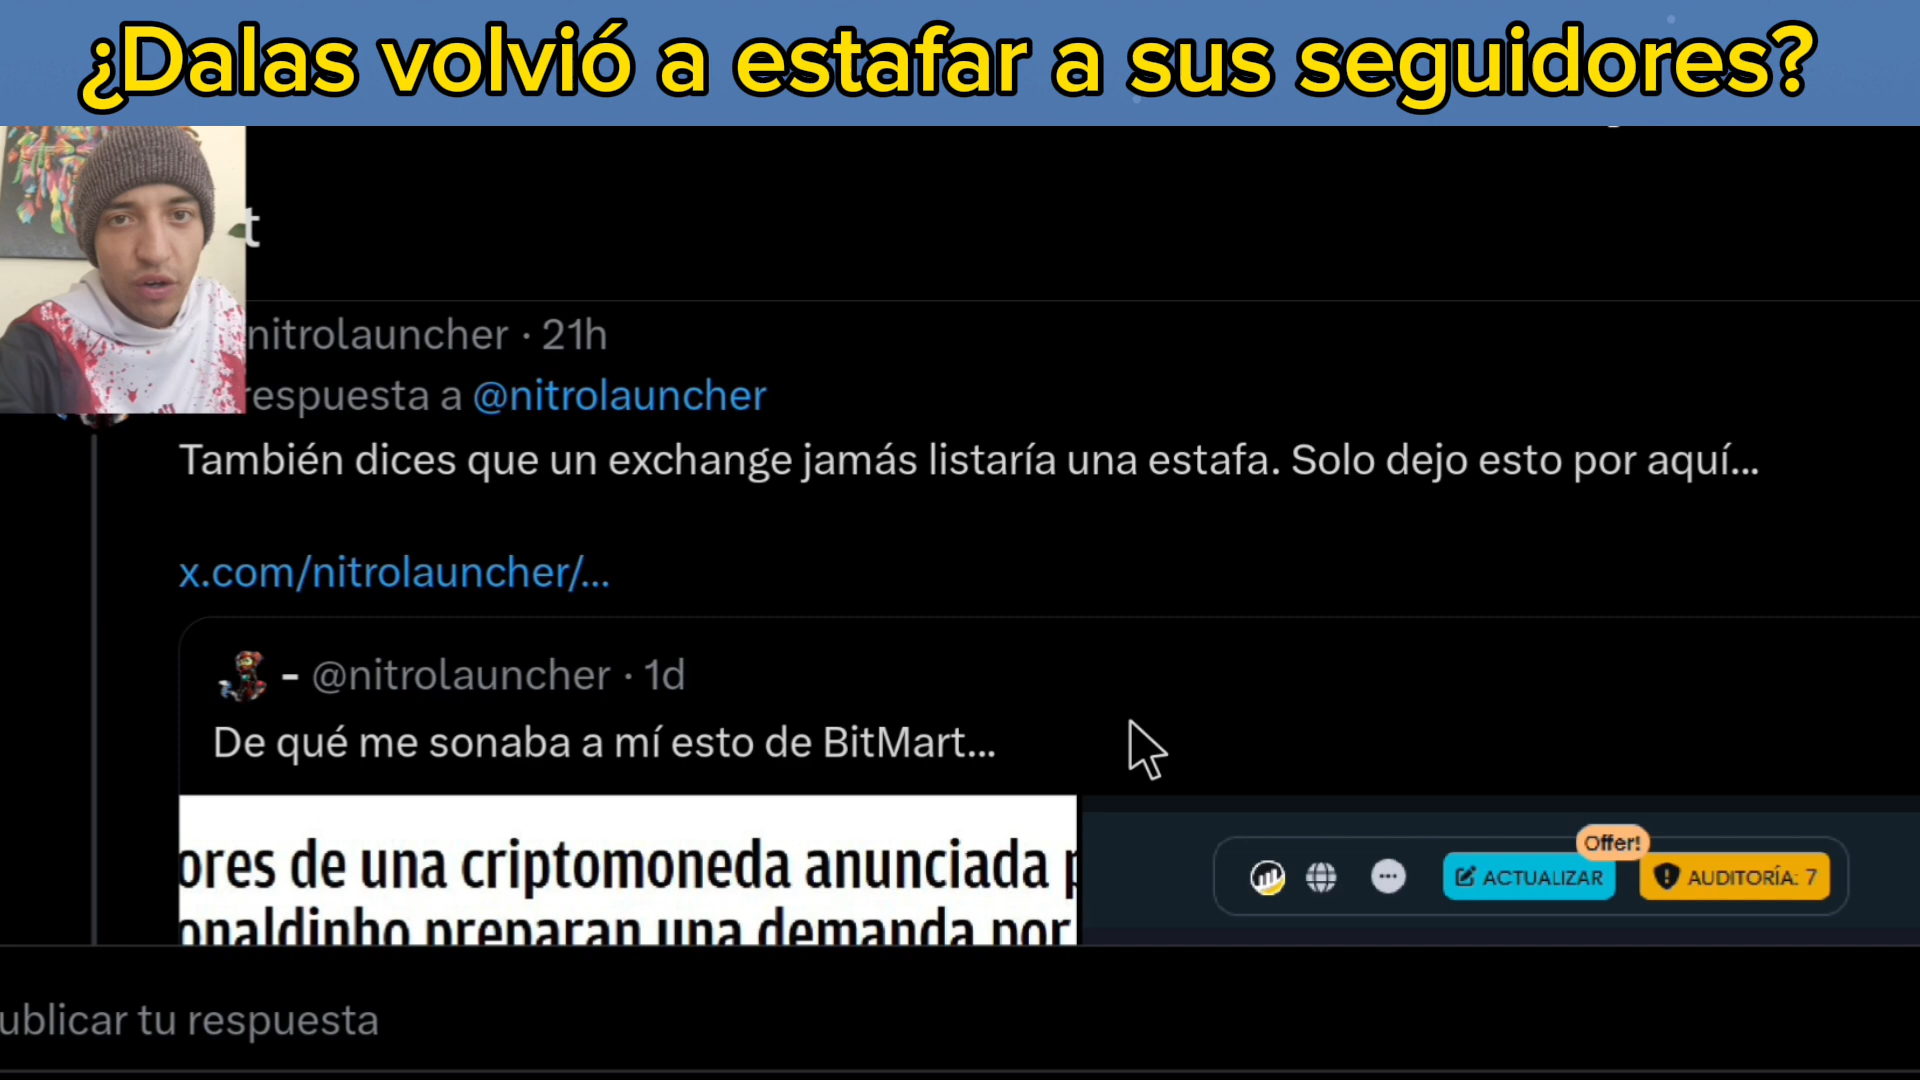 ¿Dalas volvió a estafar a sus seguidores?
t
nitrolauncher · 21h
respuesta a @nitrolauncher
También dices que un exchange jamás listaría una estafa. Solo dejo esto por aquí...
x.com/nitrolauncher/...
- @nitrolauncher · 1d
De qué me sonaba a mí esto de BitMart...
ores de una criptomoneda anunciada p
onaldinho preparan una demanda por
Offer!
ACTUALIZAR
AUDITORÍA: 7
ublicar tu respuesta